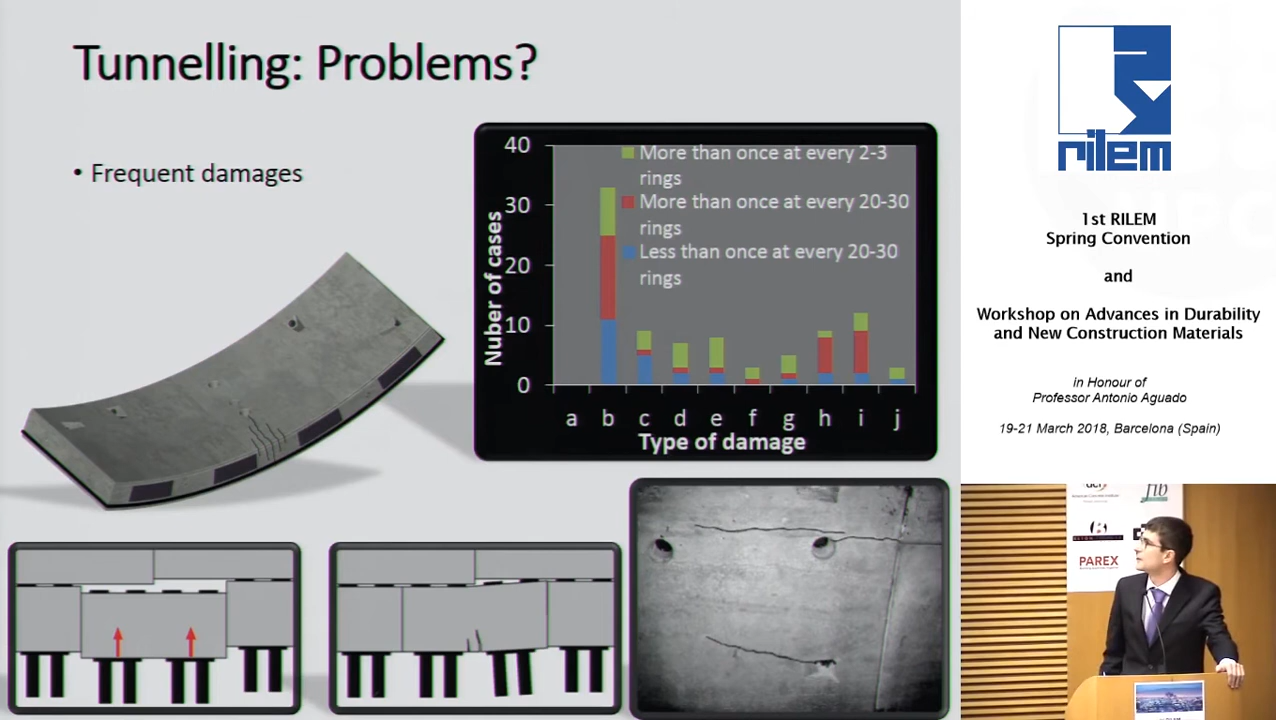 Tunnelling: Problems?
• Frequent damages
40
30
20
10
0
Nuber of cases
More than once at every 2-3
rings
More than once at every 20-30
rings
Less than once at every 20-30
rings
a b c d e f g h i j
Type of damage
rilem
1st RILEM
Spring Convention
and
Workshop on Advances in Durability
and New Construction Materials
in Honour of
Professor Antonio Aguado
19-21 March 2018, Barcelona (Spain)
fib
PAREX